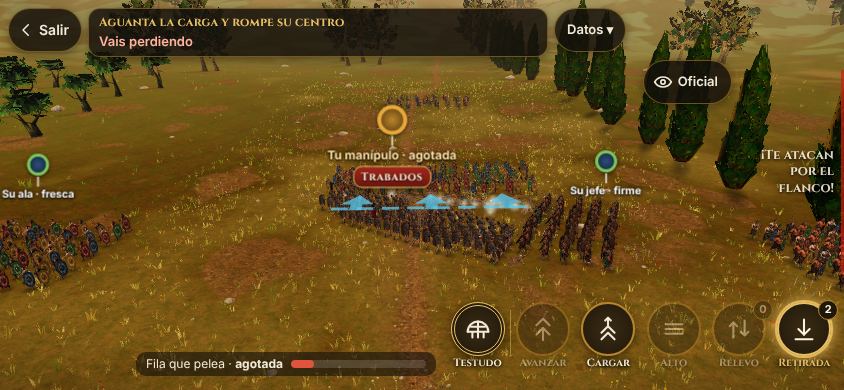 Salir
AGUANTA LA CARGA Y ROMPE SU CENTRO
Vais perdiendo
Datos ▾
Oficial
Tu manípulo · agotada
TRABADOS
Su ala · fresca
Su jefe · firme
¡TE ATACAN
POR EL
FLANCO!
0
2
TESTUDO
AVANZAR
CARGAR
ALTO
RELEVO
RETIRADA
Fila que pelea · agotada